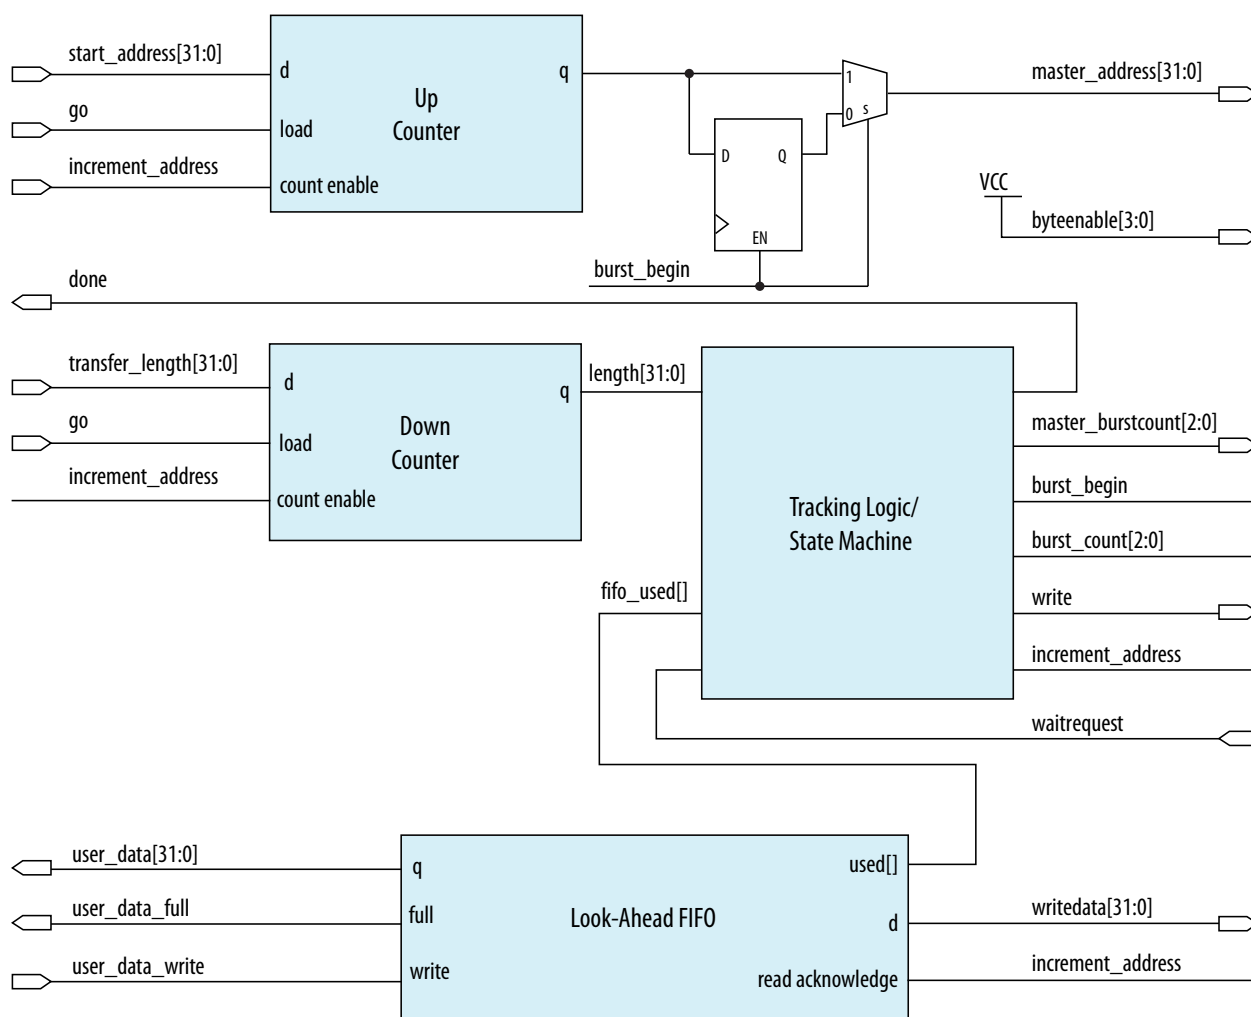 start_address[31:0]
go
increment_address
d
load
count enable
q
Up
Counter
D
Q
EN
1
0
s
master_address[31:0]
VCC
byteenable[3:0]
burst_begin
done
transfer_length[31:0]
go
increment_address
d
load
count enable
q
Down
Counter
length[31:0]
fifo_used[]
Tracking Logic/
State Machine
master_burstcount[2:0]
burst_begin
burst_count[2:0]
write
increment_address
waitrequest
user_data[31:0]
user_data_full
user_data_write
q
full
write
Look-Ahead FIFO
used[]
d
read acknowledge
writedata[31:0]
increment_address